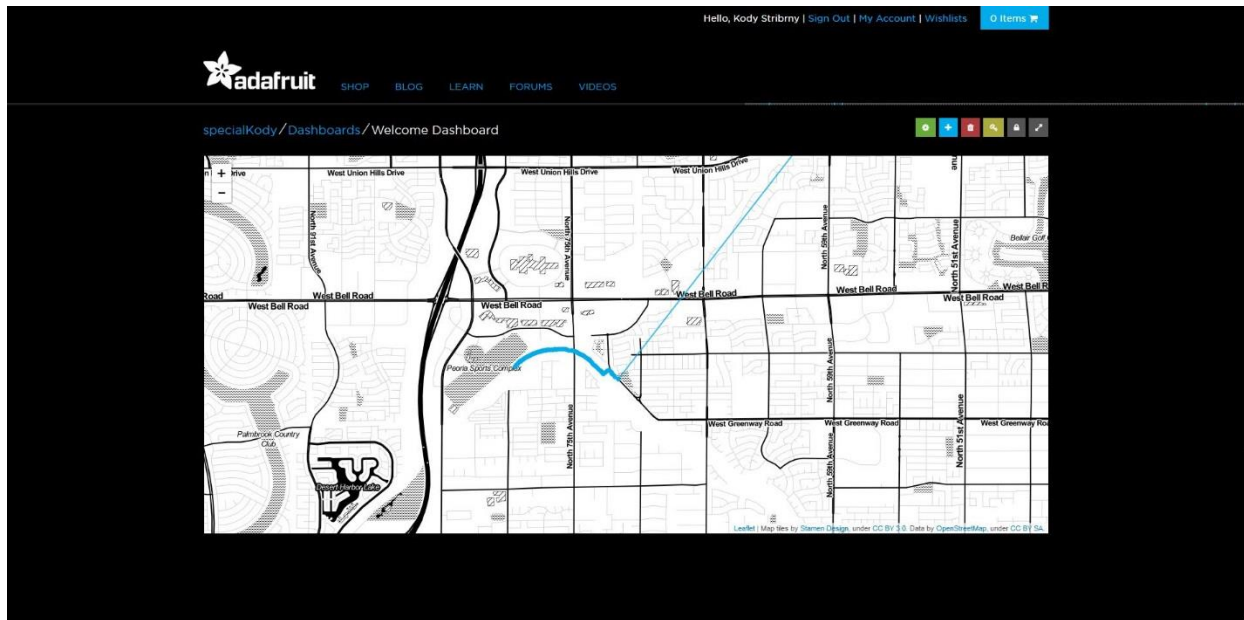 Hello, Kody Stribrny | Sign Out | My Account | Wishlists 0 Items
adafruit SHOP BLOG LEARN FORUMS VIDEOS
specialKody/Dashboards/Welcome Dashboard
+
−
Drive
West Union Hills Drive
West Union Hills Drive
West Union Hills Drive
North 91st Avenue
North 75th Avenue
North 59th Avenue
North 51st Avenue
Bellair Golf
Road
West Bell Road
West Bell Road
West Bell Road
West Bell Road
West Bell Road
West Bell Road
West Bell R
Peoria Sports Complex
North 59th Avenue
North 75th Avenue
West Greenway Road
West Greenway Road
West Greenway Roa
Palmbrook Country
Club
Desert Harbor Lake
North 59th Avenue
North 51st Avenue
Leaflet | Map tiles by Stamen Design, under CC BY 3.0. Data by OpenStreetMap, under CC BY SA.